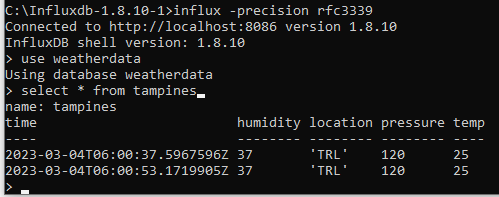 C:\Influxdb-1.8.10-1>influx -precision rfc3339
Connected to http://localhost:8086 version 1.8.10
InfluxDB shell version: 1.8.10
> use weatherdata
Using database weatherdata
> select * from tampines
name: tampines
time                         humidity location pressure temp
----                         -------- -------- -------- ----
2023-03-04T06:00:37.5967596Z 37       'TRL'    120      25
2023-03-04T06:00:53.1719905Z 37       'TRL'    120      25
>